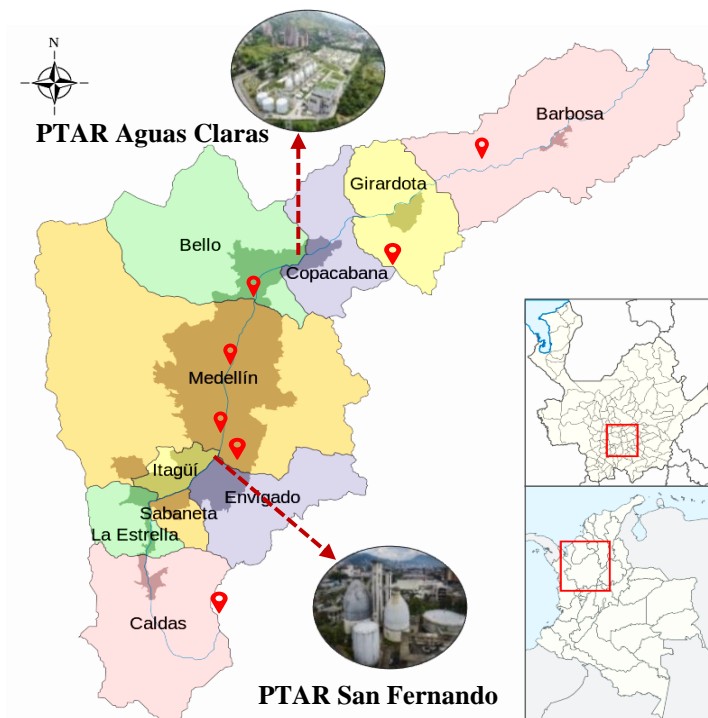 N
PTAR Aguas Claras
Barbosa
Girardota
Bello
Copacabana
Medellín
Itagüí
Envigado
Sabaneta
La Estrella
Caldas
PTAR San Fernando